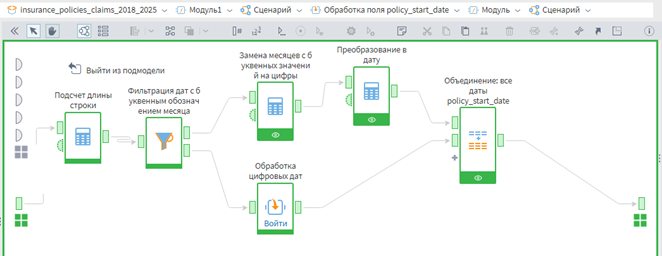 insurance_policies_claims_2018_2025 Модуль1 Сценарий Обработка поля policy_start_date Модуль Сценарий
Выйти из подмодели
Подсчет длины
строки
Фильтрация дат с б
уквенным обознач
ением месяца
Замена месяцев с б
уквенных значени
й на цифры
Преобразование в
дату
Объединение: все
даты
policy_start_date
Обработка
цифровых дат
Войти